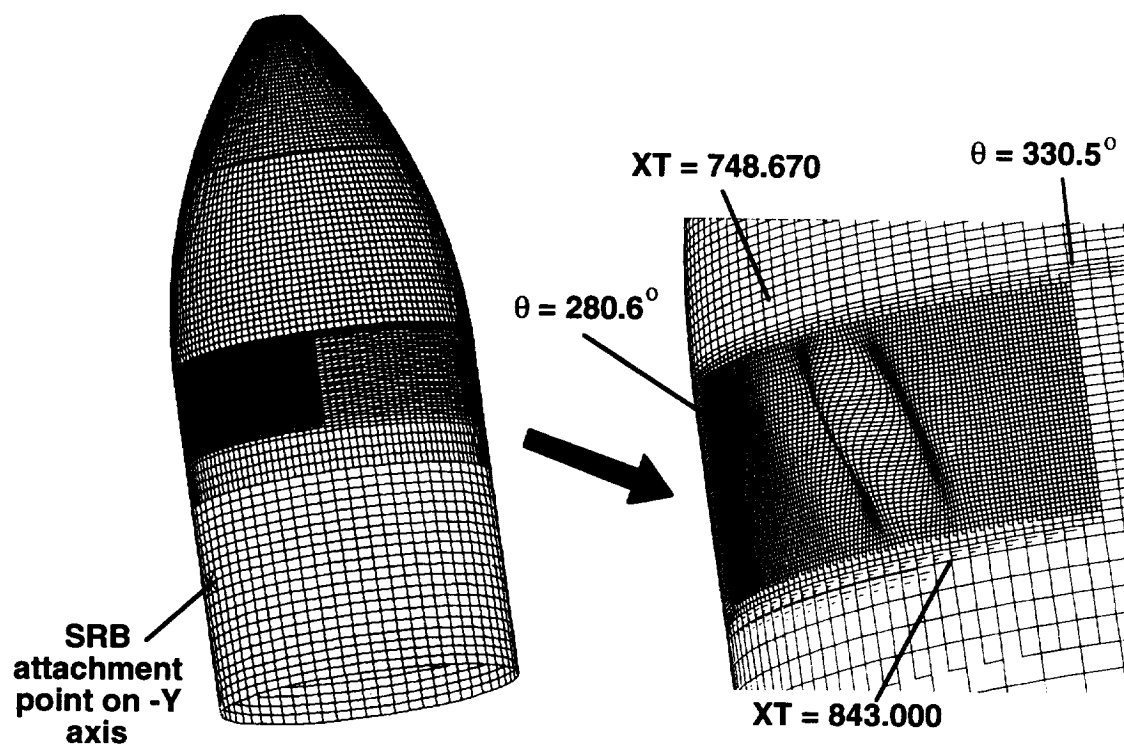 XT = 748.670
θ = 330.5°
θ = 280.6°
SRB
attachment
point on -Y
axis
XT = 843.000